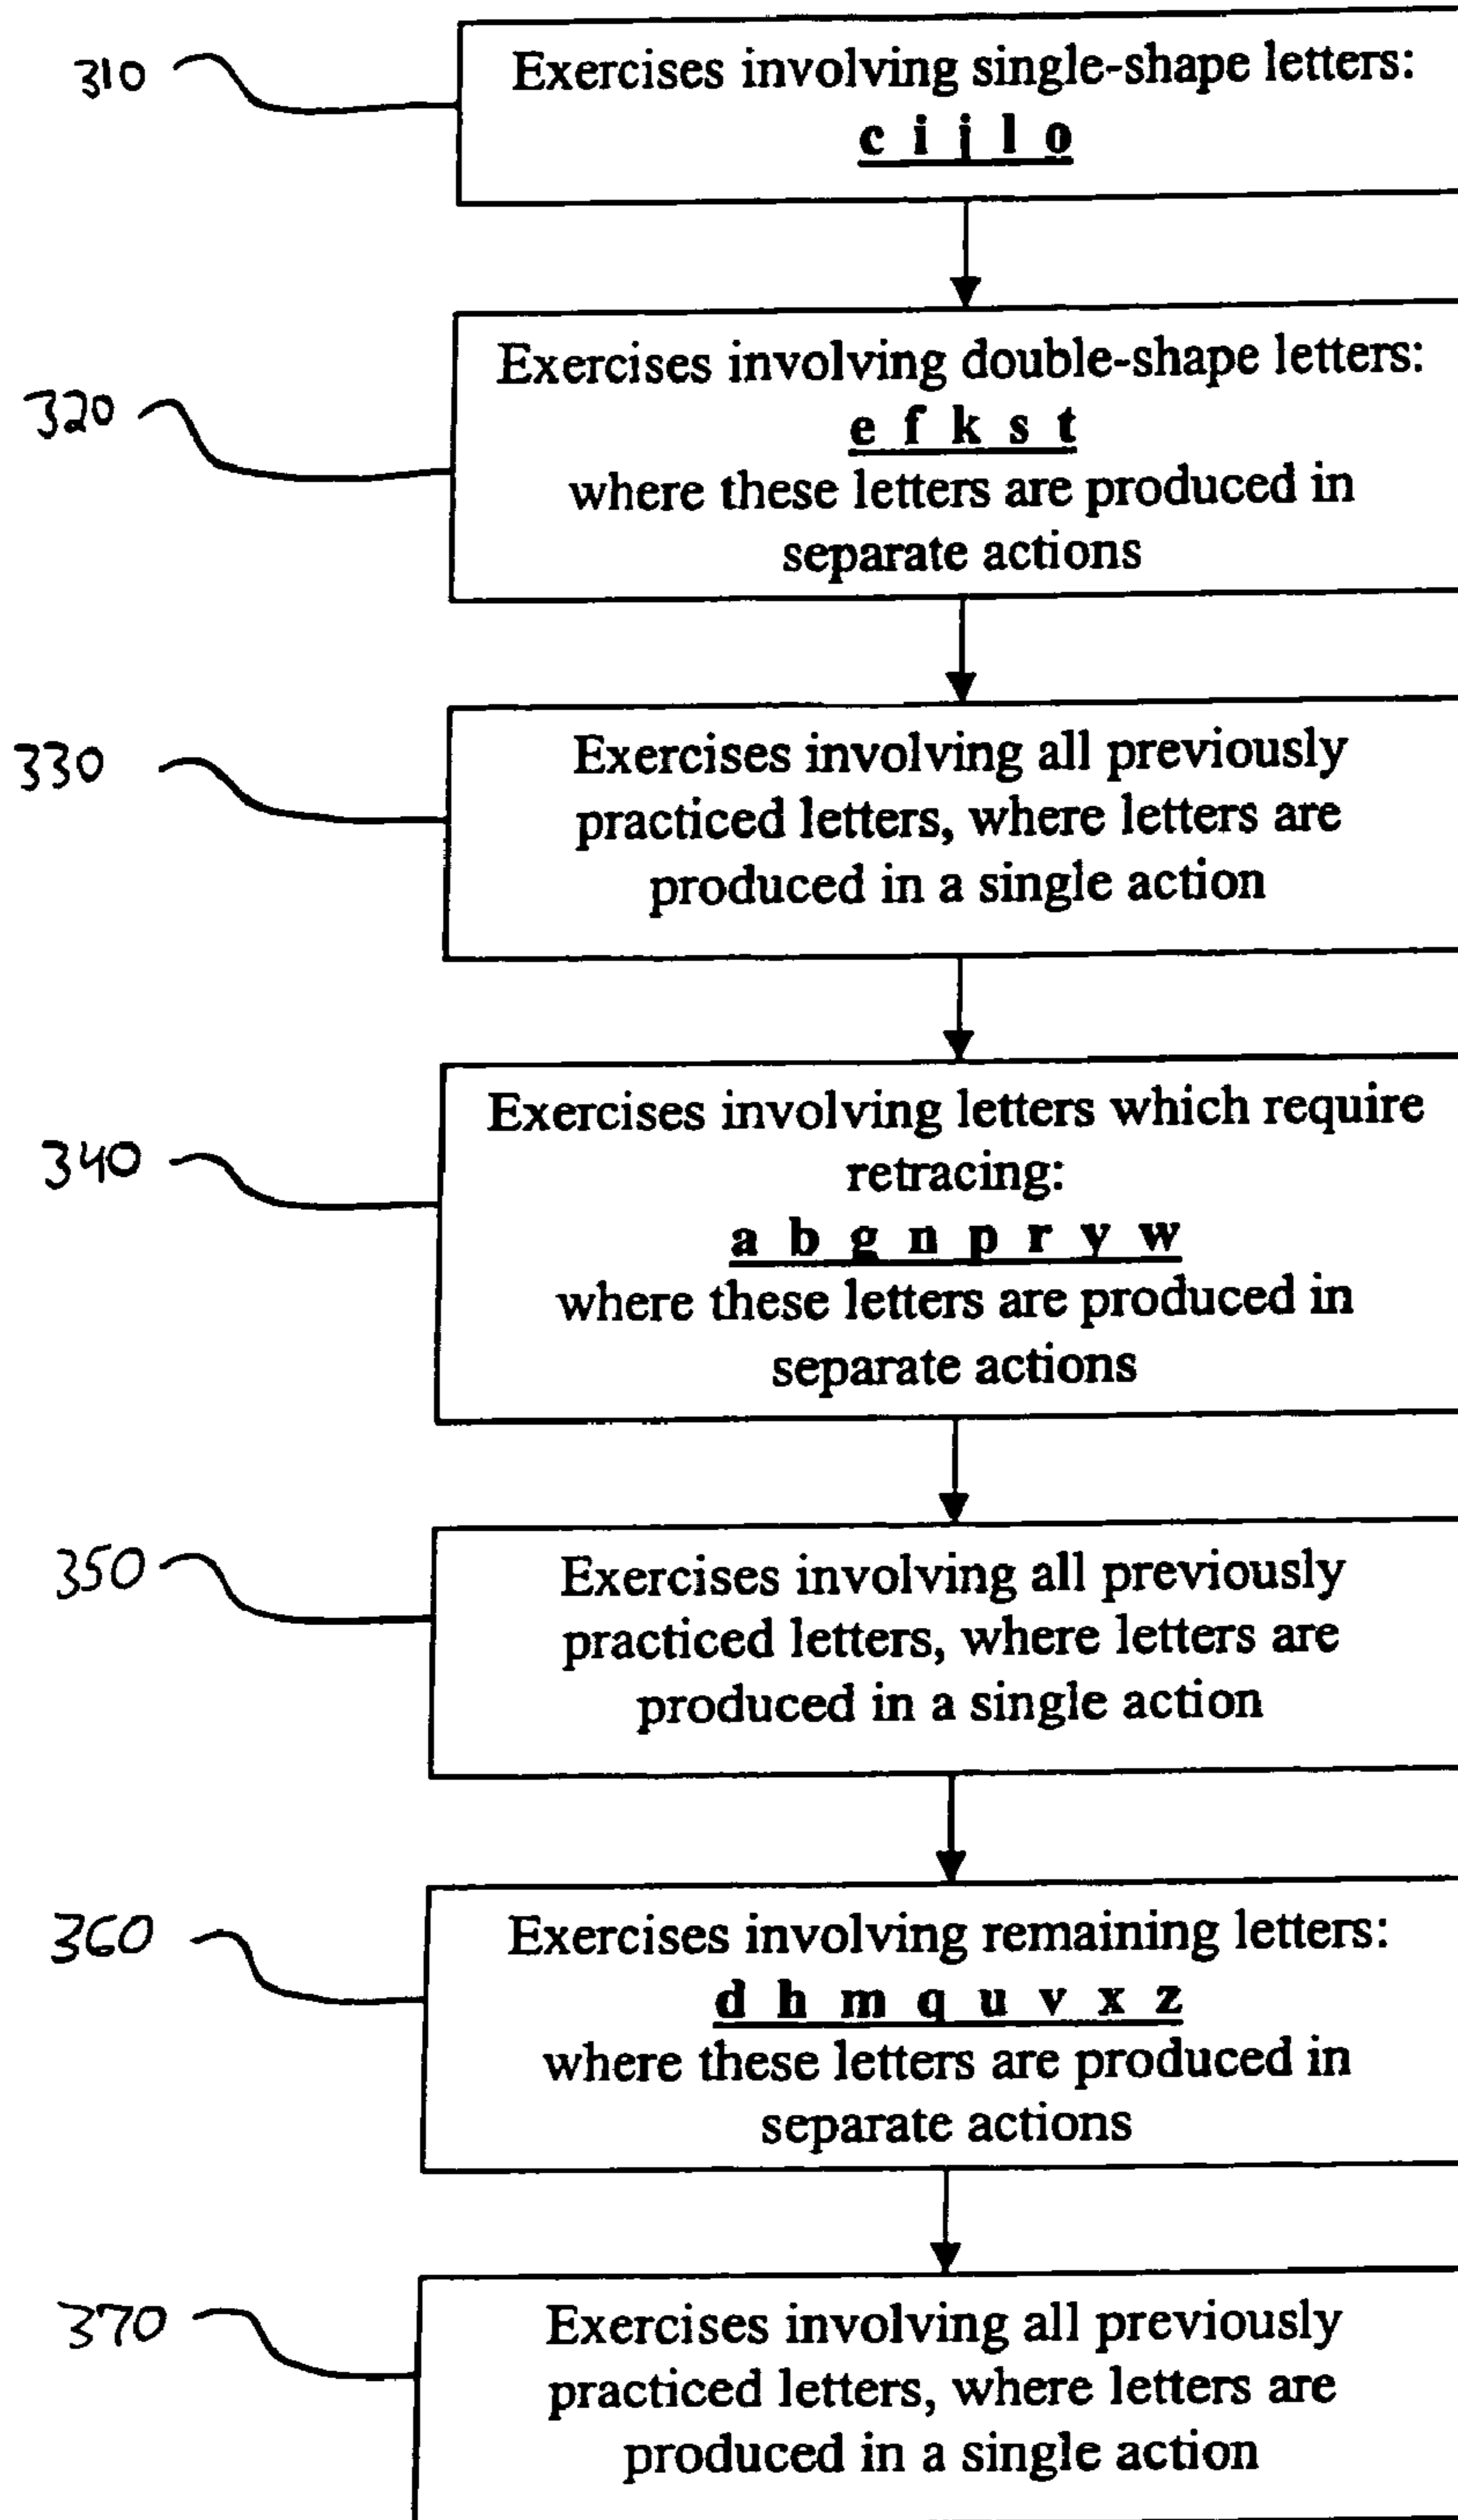 310
Exercises involving single-shape letters:
c i j l o
320
Exercises involving double-shape letters:
e f k s t
where these letters are produced in
separate actions
330
Exercises involving all previously
practiced letters, where letters are
produced in a single action
340
Exercises involving letters which require
retracing:
a b g n p r y w
where these letters are produced in
separate actions
350
Exercises involving all previously
practiced letters, where letters are
produced in a single action
360
Exercises involving remaining letters:
d h m q u v x z
where these letters are produced in
separate actions
370
Exercises involving all previously
practiced letters, where letters are
produced in a single action